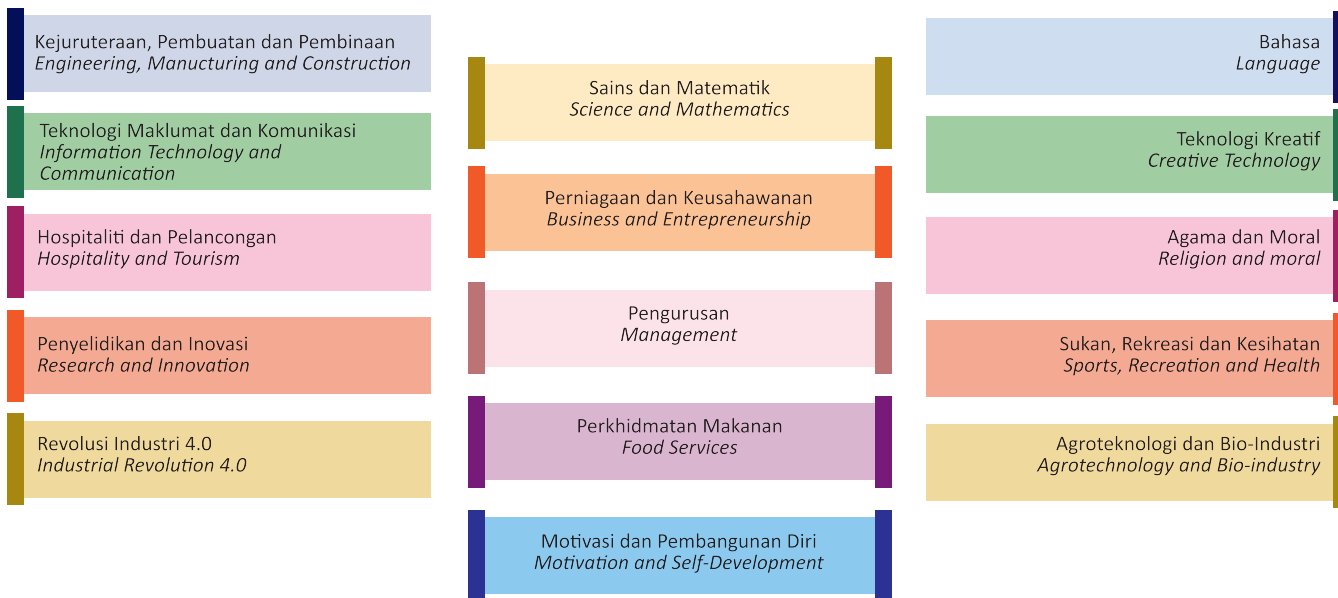 Kejuruteraan, Pembuatan dan Pembinaan
Engineering, Manucturing and Construction
Teknologi Maklumat dan Komunikasi
Information Technology and
Communication
Hospitaliti dan Pelancongan
Hospitality and Tourism
Penyelidikan dan Inovasi
Research and Innovation
Revolusi Industri 4.0
Industrial Revolution 4.0
Sains dan Matematik
Science and Mathematics
Perniagaan dan Keusahawanan
Business and Entrepreneurship
Pengurusan
Management
Perkhidmatan Makanan
Food Services
Motivasi dan Pembangunan Diri
Motivation and Self-Development
Bahasa
Language
Teknologi Kreatif
Creative Technology
Agama dan Moral
Religion and moral
Sukan, Rekreasi dan Kesihatan
Sports, Recreation and Health
Agroteknologi dan Bio-Industri
Agrotechnology and Bio-industry